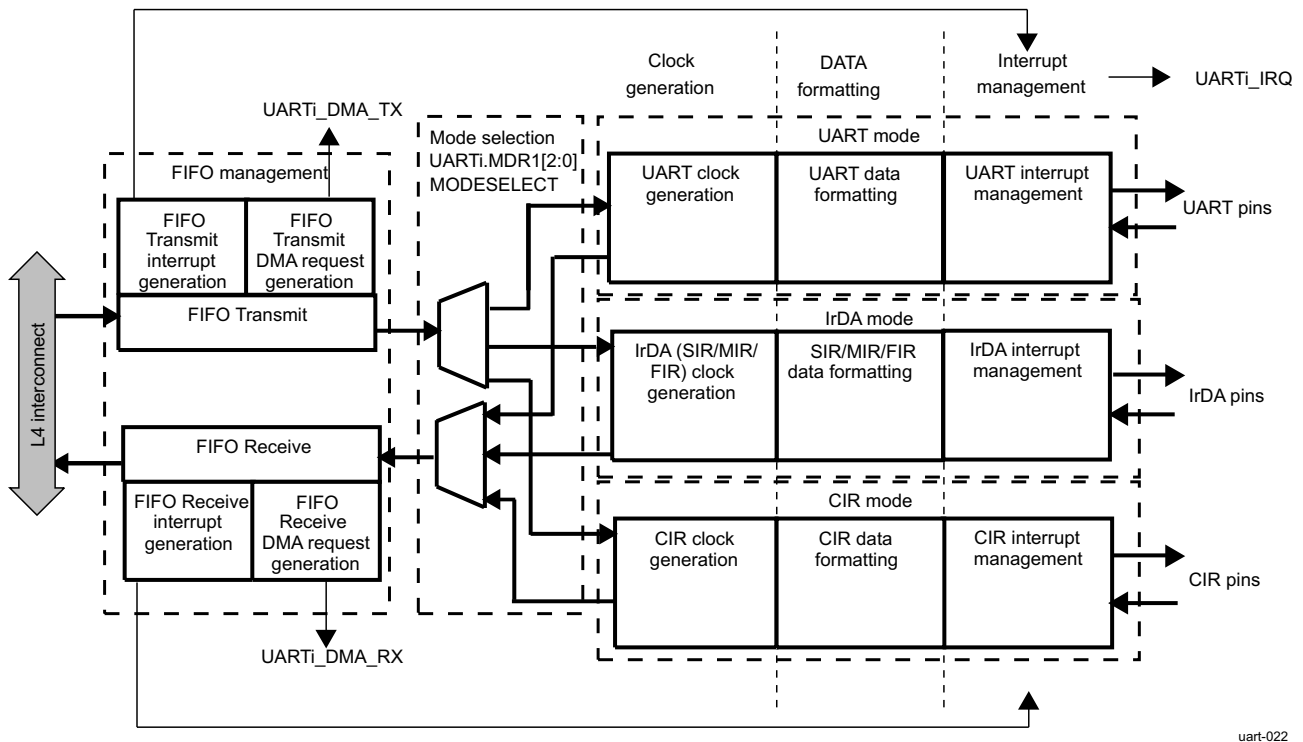 Clock
generation
DATA
formatting
Interrupt
management
UARTi_IRQ
UARTi_DMA_TX
Mode selection
UARTi.MDR1[2:0]
MODESELECT
UART mode
FIFO management
UART clock
generation
UART data
formatting
UART interrupt
management
UART pins
FIFO
Transmit
interrupt
generation
FIFO
Transmit
DMA request
generation
FIFO Transmit
L4 interconnect
IrDA mode
IrDA (SIR/MIR/
FIR) clock
generation
SIR/MIR/FIR
data formatting
IrDA interrupt
management
IrDA pins
FIFO Receive
FIFO Receive
interrupt
generation
FIFO
Receive
DMA request
generation
CIR mode
CIR clock
generation
CIR data
formatting
CIR interrupt
management
CIR pins
UARTi_DMA_RX
uart-022